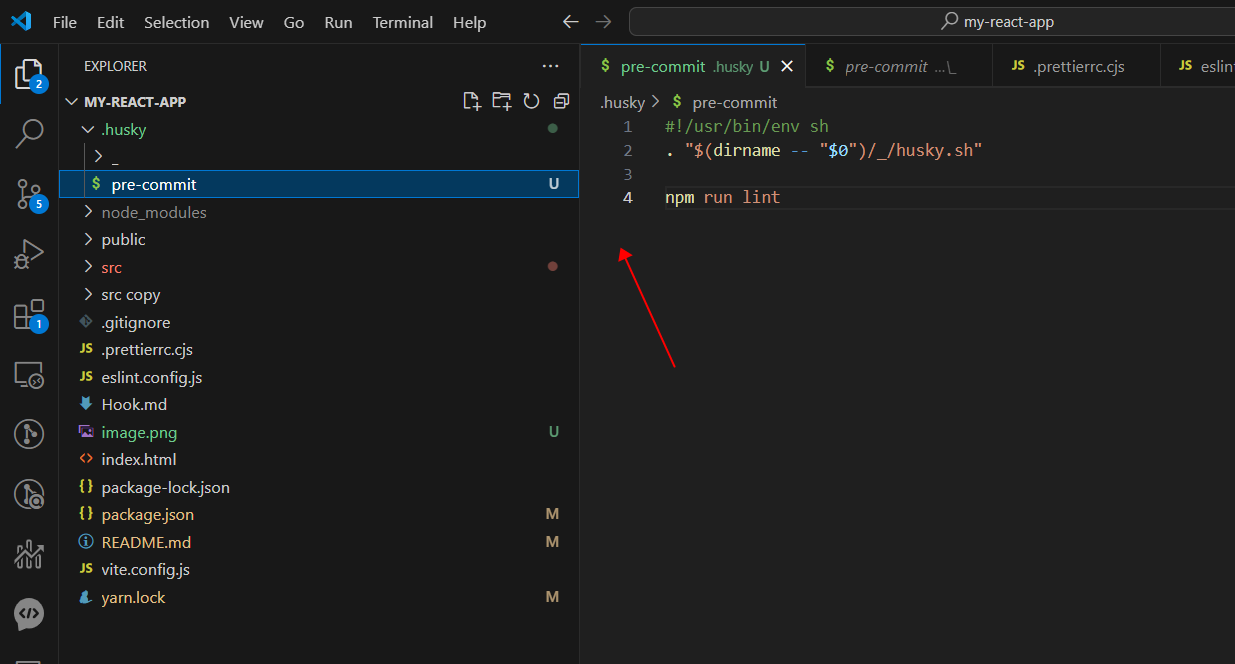 File Edit Selection View Go Run Terminal Help
my-react-app
EXPLORER
MY-REACT-APP
.husky
_
pre-commit U
node_modules
public
src
src copy
.gitignore
JS .prettierrc.cjs
JS eslint.config.js
Hook.md
image.png U
<> index.html
{} package-lock.json
{} package.json M
README.md M
JS vite.config.js
yarn.lock M
2
5
1
$ pre-commit .husky U
$ pre-commit ...\_
JS .prettierrc.cjs
JS eslint
.husky > $ pre-commit
1 #!/usr/bin/env sh
2 . "$(dirname -- "$0")/_/husky.sh"
3
4 npm run lint